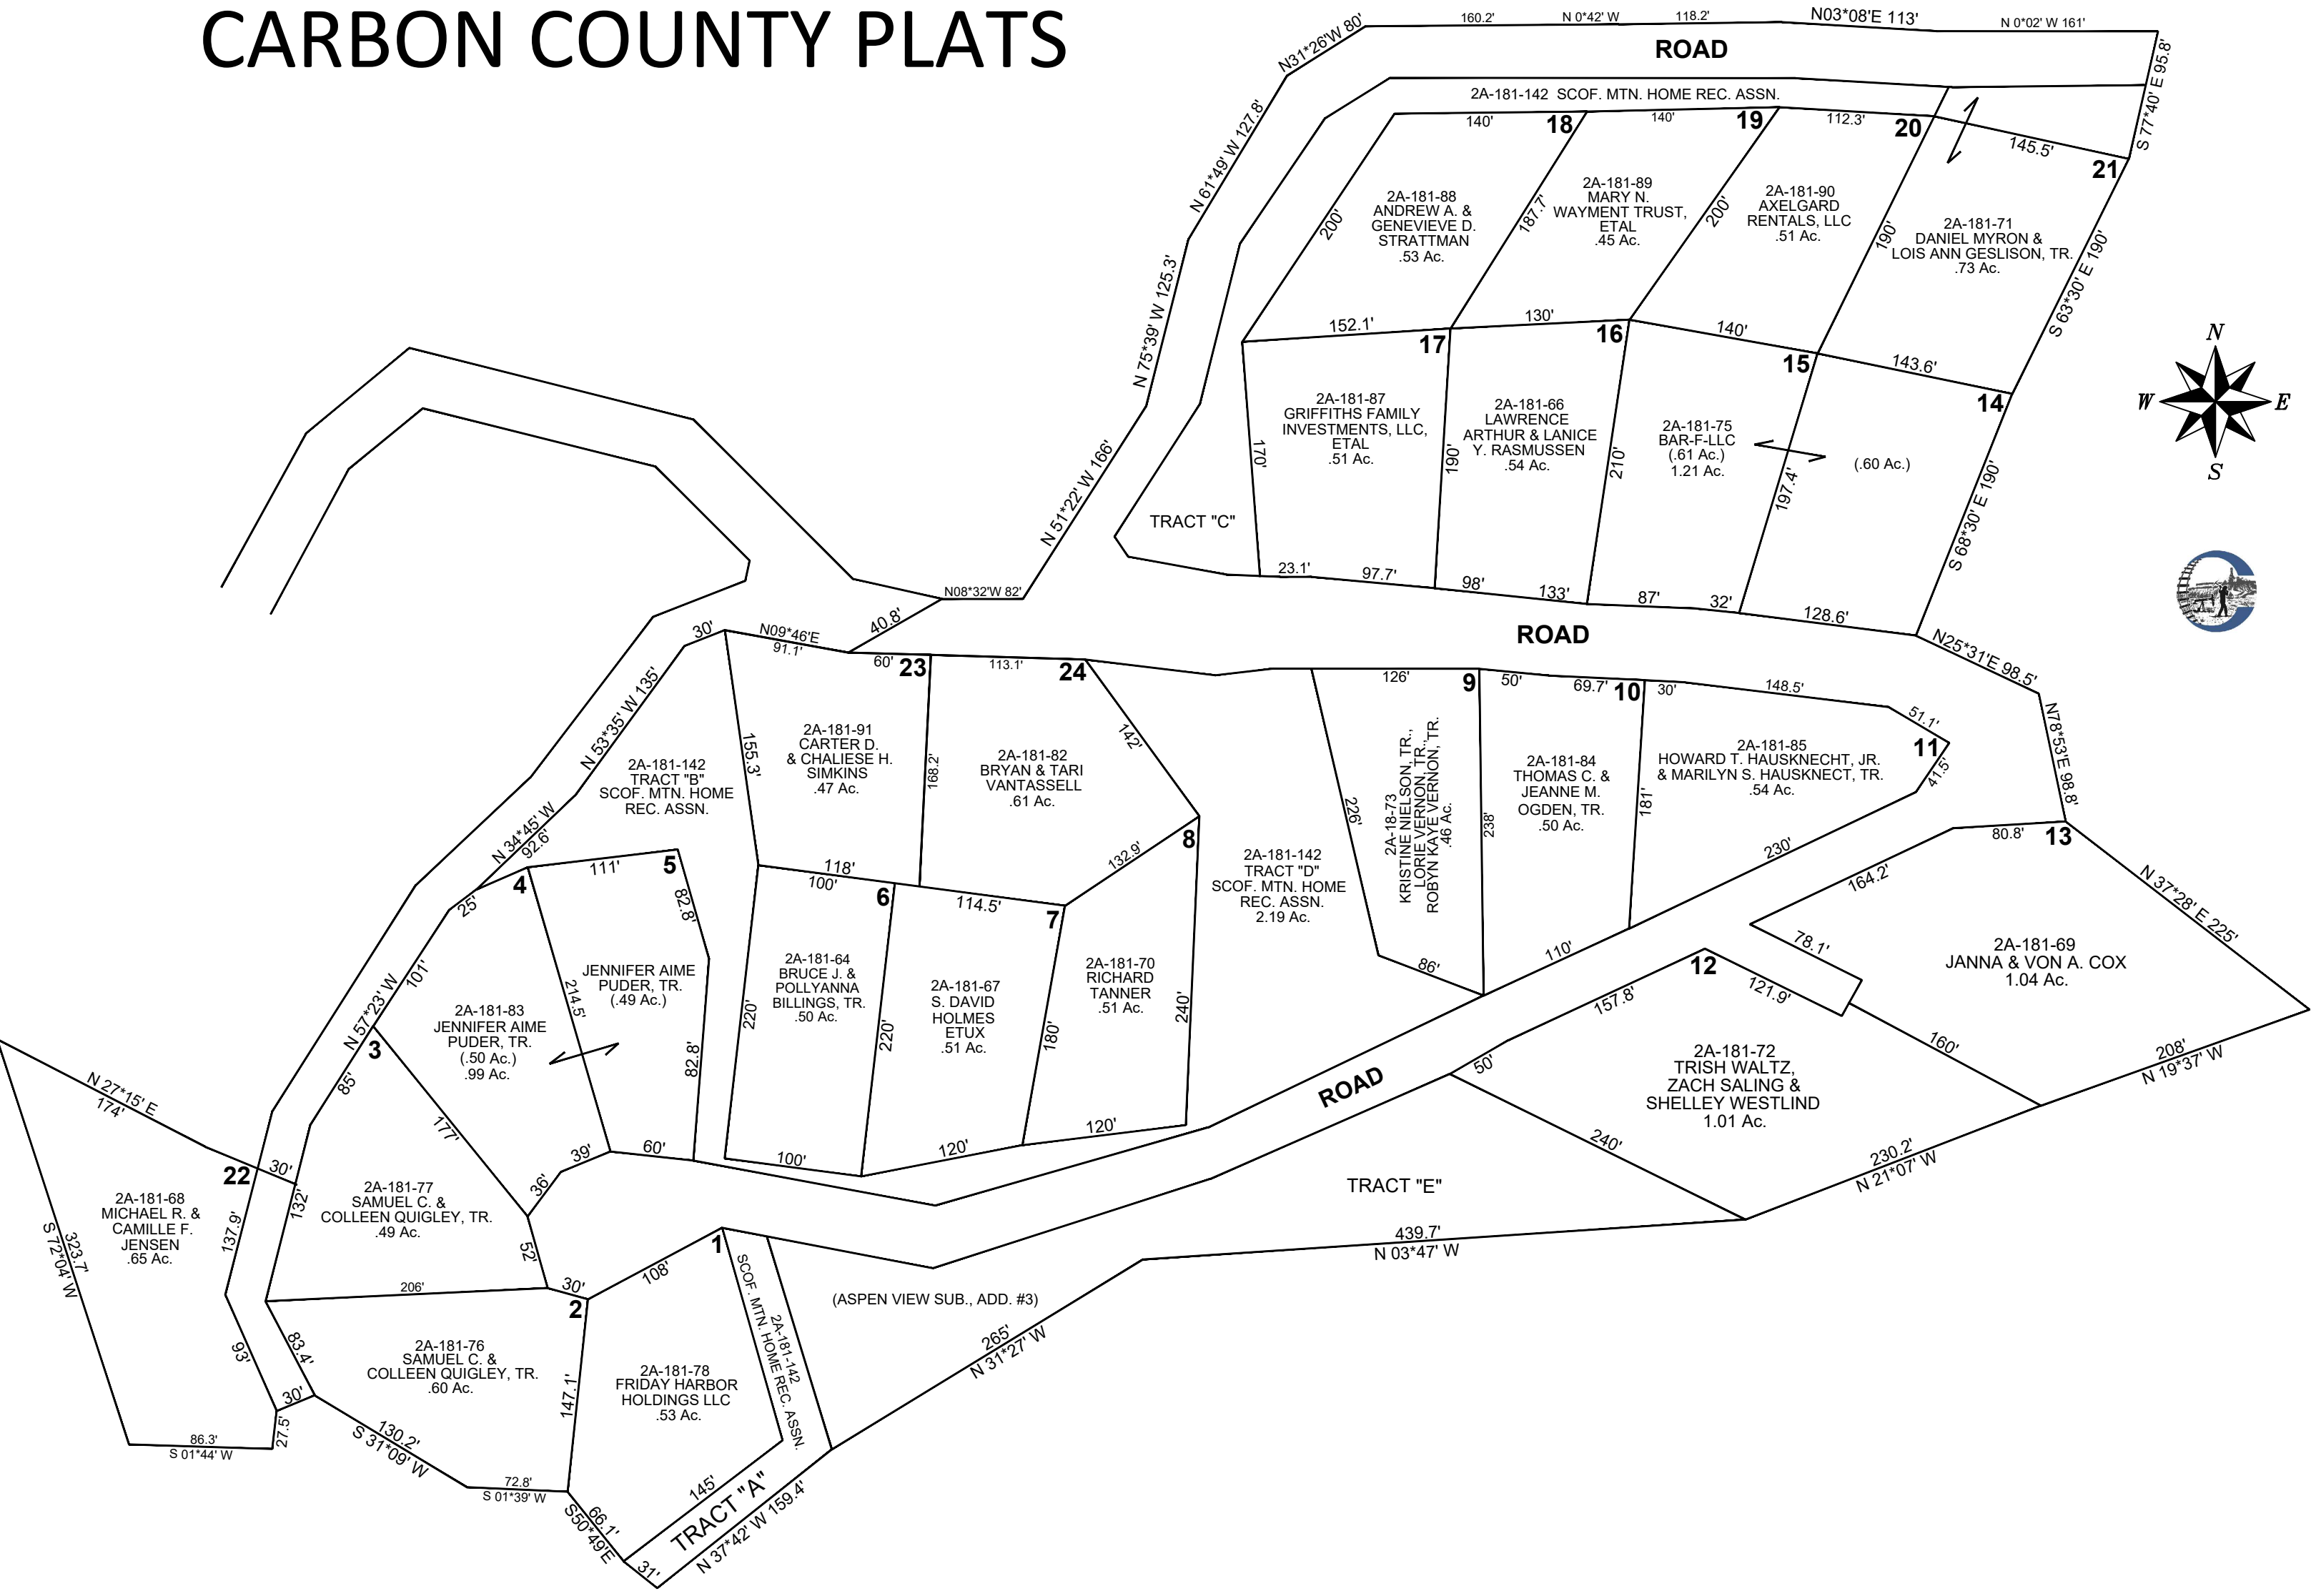 CARBON COUNTY PLATS
N31*26'W 80'
160.2'
N 0*42' W
118.2'
N03*08'E 113'
N 0*02' W 161'
S 77*40' E 95.8'
ROAD
N 61*49' W 127.8'
2A-181-142 SCOF. MTN. HOME REC. ASSN.
140'
18
140'
19
112.3'
20
145.5'
21
200'
2A-181-88
ANDREW A. &
GENEVIEVE D.
STRATTMAN
.53 Ac.
187.7'
2A-181-89
MARY N.
WAYMENT TRUST,
ETAL
.45 Ac.
200'
2A-181-90
AXELGARD
RENTALS, LLC
.51 Ac.
190'
2A-181-71
DANIEL MYRON &
LOIS ANN GESLISON, TR.
.73 Ac.
S 63*30' E 190'
N 75*39' W 125.3'
152.1'
17
130'
16
140'
15
143.6'
14
N
W
E
S
170'
2A-181-87
GRIFFITHS FAMILY
INVESTMENTS, LLC,
ETAL
.51 Ac.
190'
2A-181-66
LAWRENCE
ARTHUR & LANICE
Y. RASMUSSEN
.54 Ac.
210'
2A-181-75
BAR-F-LLC
(.61 Ac.)
1.21 Ac.
197.4'
(.60 Ac.)
S 68*30' E 190'
N 51*22' W 166'
TRACT "C"
23.1'
97.7'
98'
133'
87'
32'
128.6'
N08*32'W 82'
40.8'
ROAD
N25*31'E 98.5'
N78*53'E 98.8'
30'
N09*46'E
91.1'
60'
23
113.1'
24
126'
9
50'
69.7'
10
30'
148.5'
51.1'
11
41.5'
N 53*35' W 135'
2A-181-142
TRACT "B"
SCOF. MTN. HOME
REC. ASSN.
155.3'
2A-181-91
CARTER D.
& CHALIESE H.
SIMKINS
.47 Ac.
168.2'
2A-181-82
BRYAN & TARI
VANTASSELL
.61 Ac.
142'
226'
2A-18-73
KRISTINE NIELSON, TR.,
LORIE VERNON, TR.,
ROBYN KAYE VERNON, TR.
.46 Ac.
238'
2A-181-84
THOMAS C. &
JEANNE M.
OGDEN, TR.
.50 Ac.
181'
2A-181-85
HOWARD T. HAUSKNECHT, JR.
& MARILYN S. HAUSKNECT, TR.
.54 Ac.
230'
80.8'
13
N 34*45' W
92.6'
4
111'
5
82.8'
118'
100'
6
114.5'
7
132.9'
8
2A-181-142
TRACT "D"
SCOF. MTN. HOME
REC. ASSN.
2.19 Ac.
164.2'
N 37*28' E 225'
25'
101'
N 57*23' W
3
2A-181-83
JENNIFER AIME
PUDER, TR.
(.50 Ac.)
.99 Ac.
214.5'
JENNIFER AIME
PUDER, TR.
(.49 Ac.)
82.8'
220'
2A-181-64
BRUCE J. &
POLLYANNA
BILLINGS, TR.
.50 Ac.
220'
2A-181-67
S. DAVID
HOLMES
ETUX
.51 Ac.
180'
2A-181-70
RICHARD
TANNER
.51 Ac.
240'
86'
110'
12
78.1'
121.9'
157.8'
2A-181-69
JANNA & VON A. COX
1.04 Ac.
160'
208'
N 19*37' W
85'
177'
N 27*15' E
174'
ROAD
50'
2A-181-72
TRISH WALTZ,
ZACH SALING &
SHELLEY WESTLIND
1.01 Ac.
240'
230.2'
N 21*07' W
22
30'
132'
36'
39'
60'
100'
120'
120'
2A-181-68
MICHAEL R. &
CAMILLE F.
JENSEN
.65 Ac.
323.7'
S 72*04' W
137.9'
2A-181-77
SAMUEL C. &
COLLEEN QUIGLEY, TR.
.49 Ac.
52'
TRACT "E"
439.7'
N 03*47' W
206'
30'
2
108'
1
93'
83.4'
2A-181-76
SAMUEL C. &
COLLEEN QUIGLEY, TR.
.60 Ac.
147.1'
2A-181-78
FRIDAY HARBOR
HOLDINGS LLC
.53 Ac.
2A-181-142
SCOF. MTN. HOME REC. ASSN.
(ASPEN VIEW SUB., ADD. #3)
265'
N 31*27' W
30'
27.5'
86.3'
S 01*44' W
130.2'
S 31*09' W
72.8'
S 01*39' W
66.1'
S50*49'E
145'
TRACT "A"
31'
N 37*42' W 159.4'